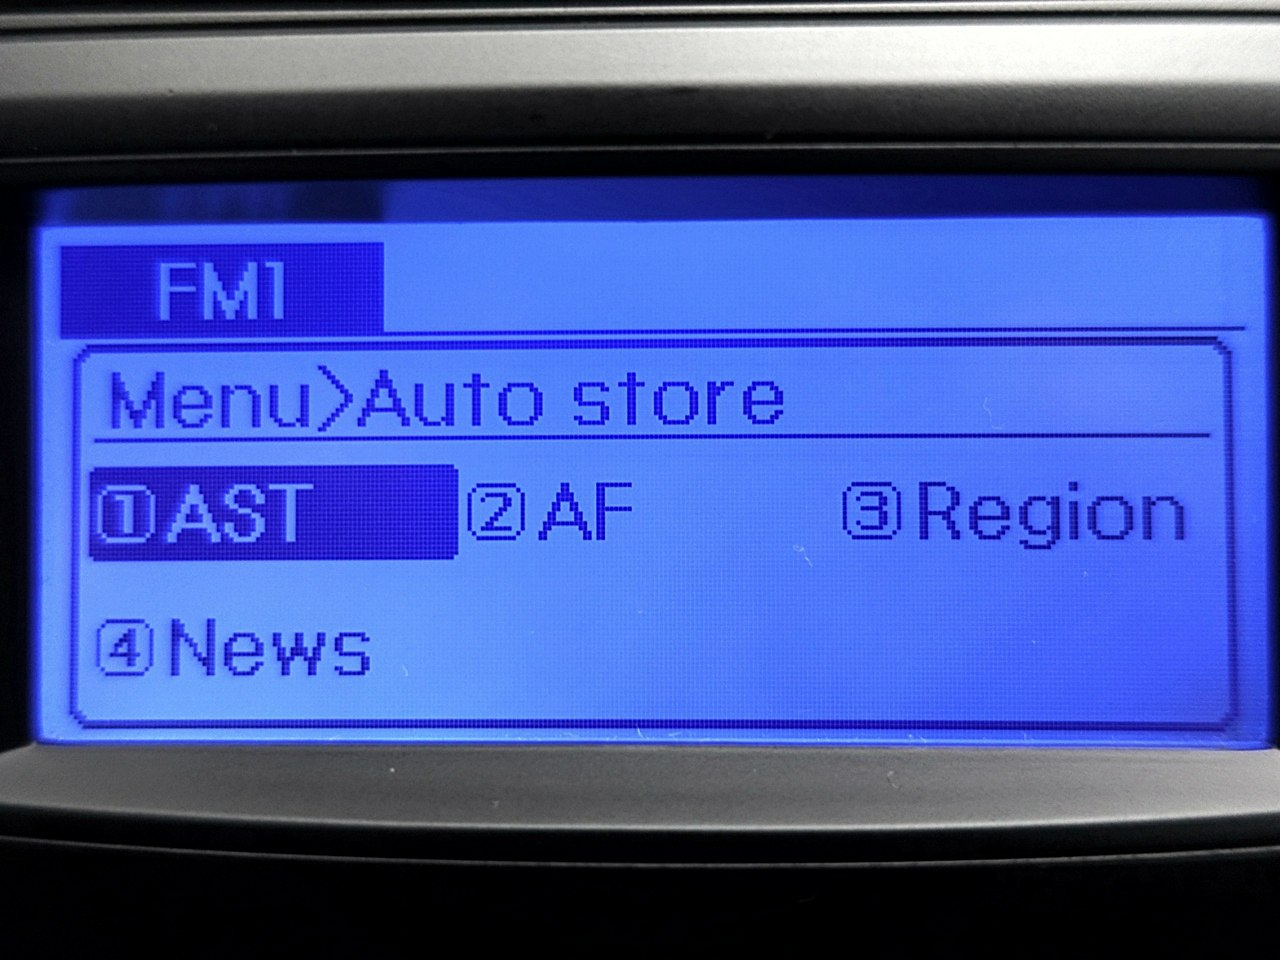 FM1
Menu>Auto store
①AST ②AF ③Region
④News